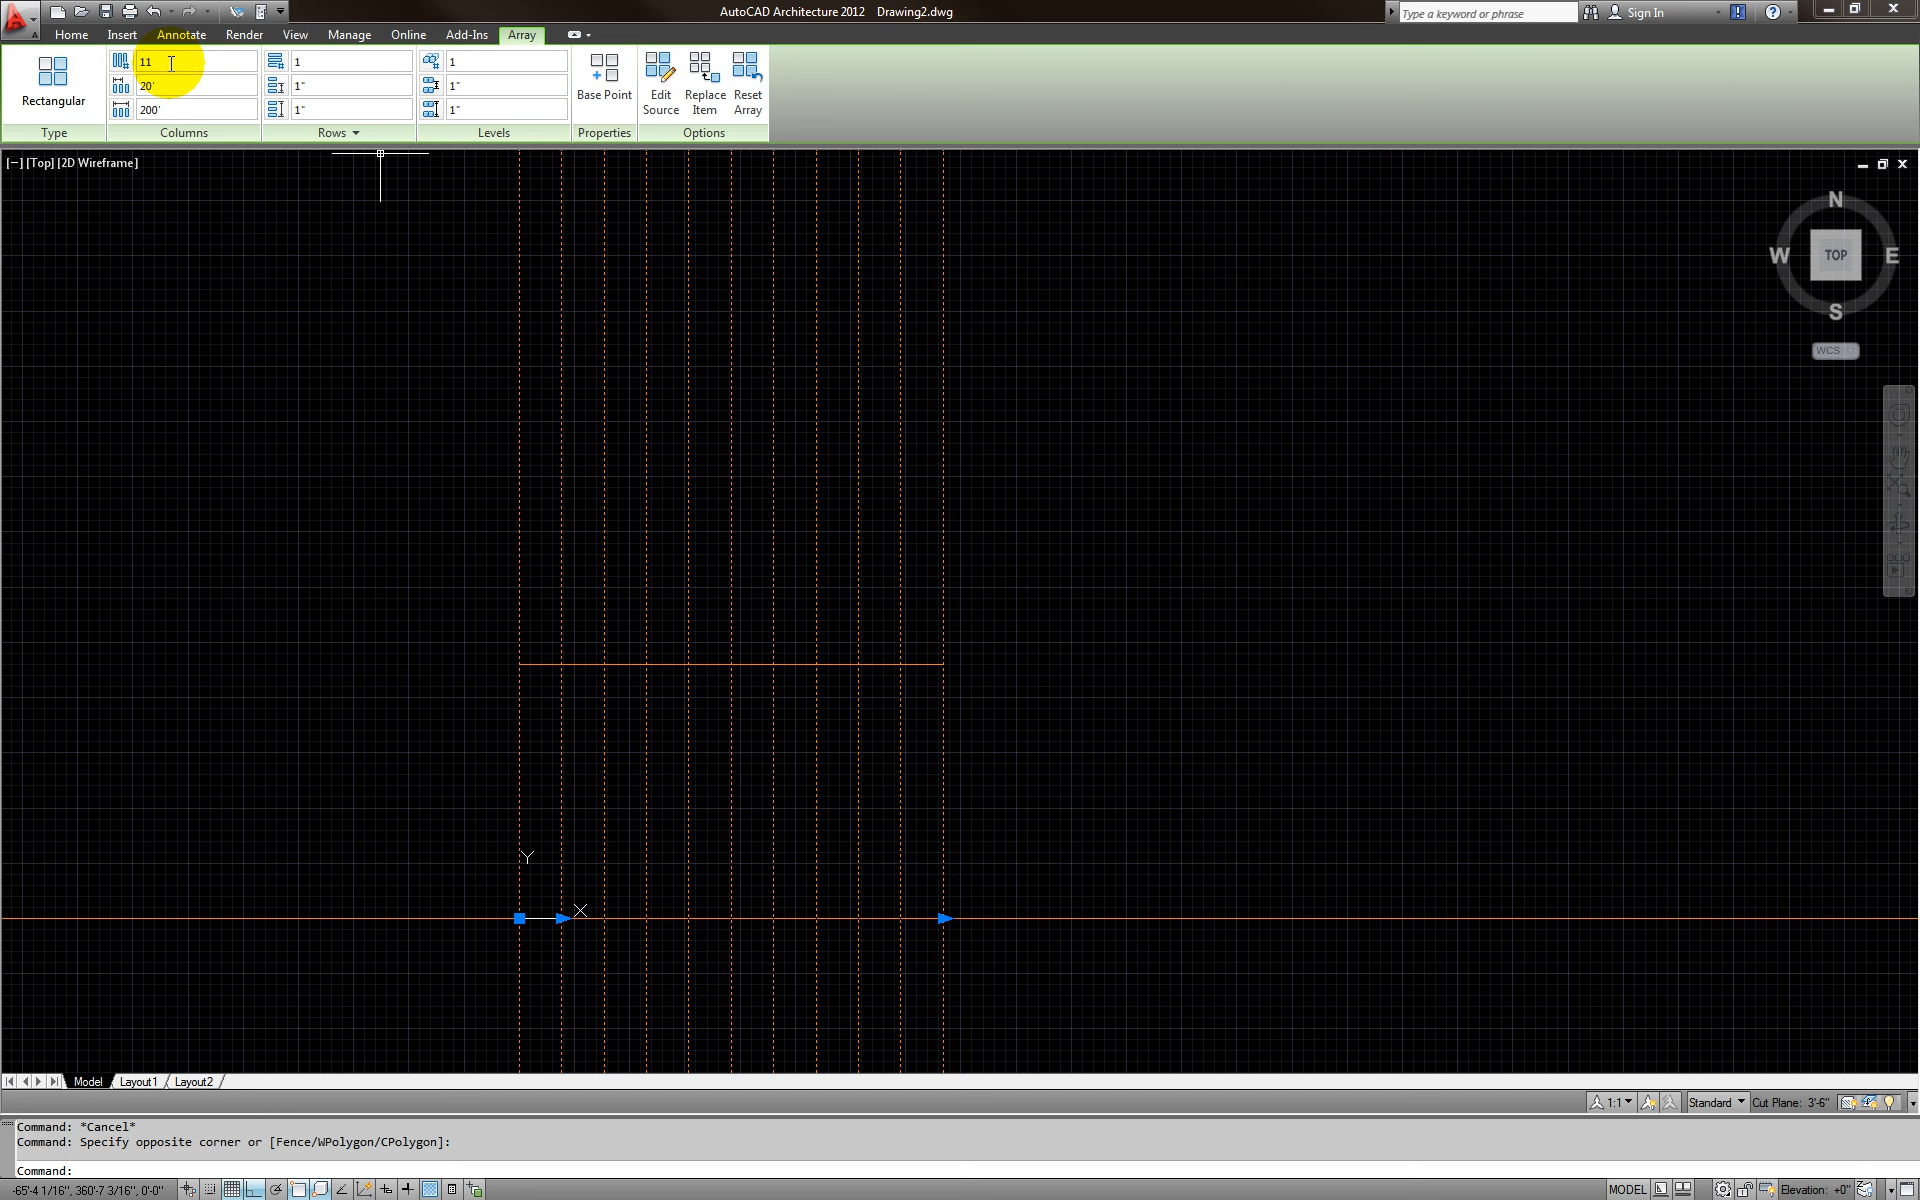 AutoCAD Architecture 2012 Drawing2.dwg
Type a keyword or phrase
Sign In
Home Insert Annotate Render View Manage Online Add-Ins Array
11
20'
200'
1
1"
1"
1
1"
1"
Rectangular
Base Point
Edit Source
Replace Item
Reset Array
Type Columns Rows Levels Properties Options
[−] [Top] [2D Wireframe]
N
W TOP E
S
WCS
Y
X
Model Layout1 Layout2
1:1 Standard Cut Plane: 3'-6"
Command: *Cancel*
Command: Specify opposite corner or [Fence/WPolygon/CPolygon]:
Command:
-65'-4 1/16", 360'-7 3/16", 0'-0" MODEL Elevation: +0"